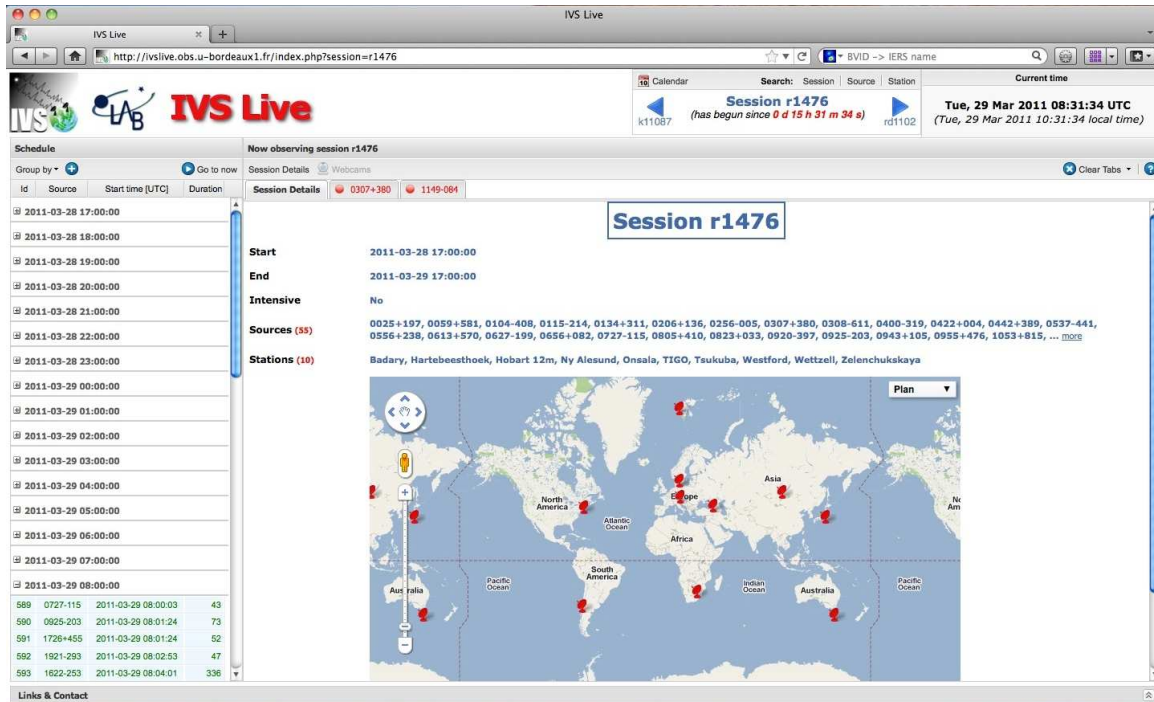 IVS Live
IVS Live
http://ivslive.obs.u-bordeaux1.fr/index.php?session=r1476
BVID -> IERS name
IVS
LAB
IVS Live
Calendar
Search: Session | Source | Station
Session r1476
(has begun since 0 d 15 h 31 m 34 s)
k11087
rd1102
Current time
Tue, 29 Mar 2011 08:31:34 UTC
(Tue, 29 Mar 2011 10:31:34 local time)
Schedule
Group by
Go to now
Id Source Start time [UTC] Duration
2011-03-28 17:00:00
2011-03-28 18:00:00
2011-03-28 19:00:00
2011-03-28 20:00:00
2011-03-28 21:00:00
2011-03-28 22:00:00
2011-03-28 23:00:00
2011-03-29 00:00:00
2011-03-29 01:00:00
2011-03-29 02:00:00
2011-03-29 03:00:00
2011-03-29 04:00:00
2011-03-29 05:00:00
2011-03-29 06:00:00
2011-03-29 07:00:00
2011-03-29 08:00:00
589 0727-115 2011-03-29 08:00:03 43
590 0925-203 2011-03-29 08:01:24 73
591 1726+455 2011-03-29 08:01:24 52
592 1921-293 2011-03-29 08:02:53 47
593 1622-253 2011-03-29 08:04:01 336
Now observing session r1476
Session Details Webcams
Clear Tabs
Session Details 0307+380 1149-084
Session r1476
Start 2011-03-28 17:00:00
End 2011-03-29 17:00:00
Intensive No
Sources (55) 0025+197, 0059+581, 0104-408, 0115-214, 0134+311, 0206+136, 0256-005, 0307+380, 0308-611, 0400-319, 0422+004, 0442+389, 0537-441,
0556+238, 0613+570, 0627-199, 0656+082, 0727-115, 0805+410, 0823+033, 0920-397, 0925-203, 0943+105, 0955+476, 1053+815, ... more
Stations (10) Badary, Hartebeesthoek, Hobart 12m, Ny Alesund, Onsala, TIGO, Tsukuba, Westford, Wettzell, Zelenchukskaya
Plan
North
America
Atlantic
Ocean
Asia
Africa
South
America
Pacific
Ocean
Indian
Ocean
Australia
Pacific
Ocean
Links & Contact